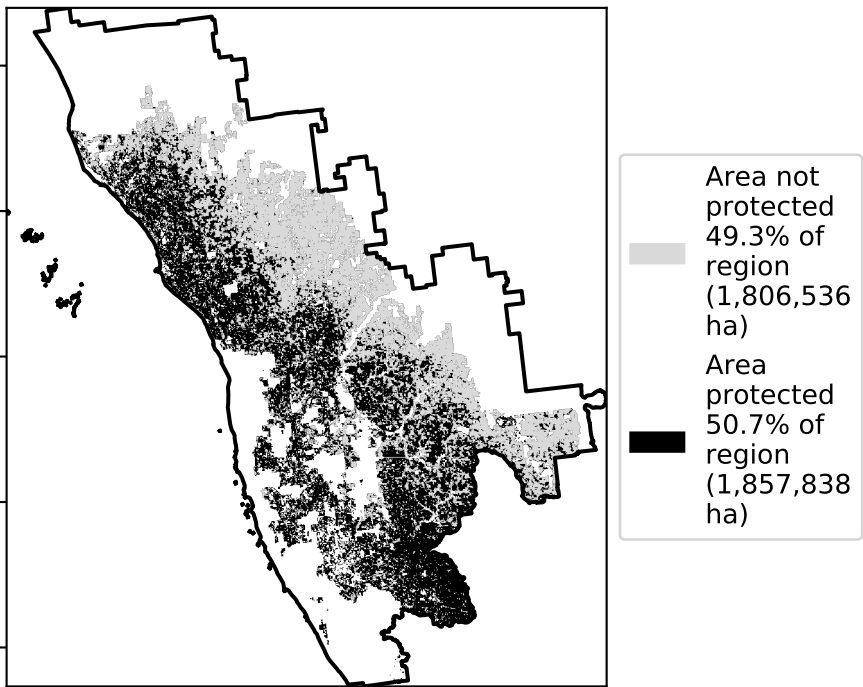 Area not
protected
49.3% of
region
(1,806,536
ha)
Area
protected
50.7% of
region
(1,857,838
ha)